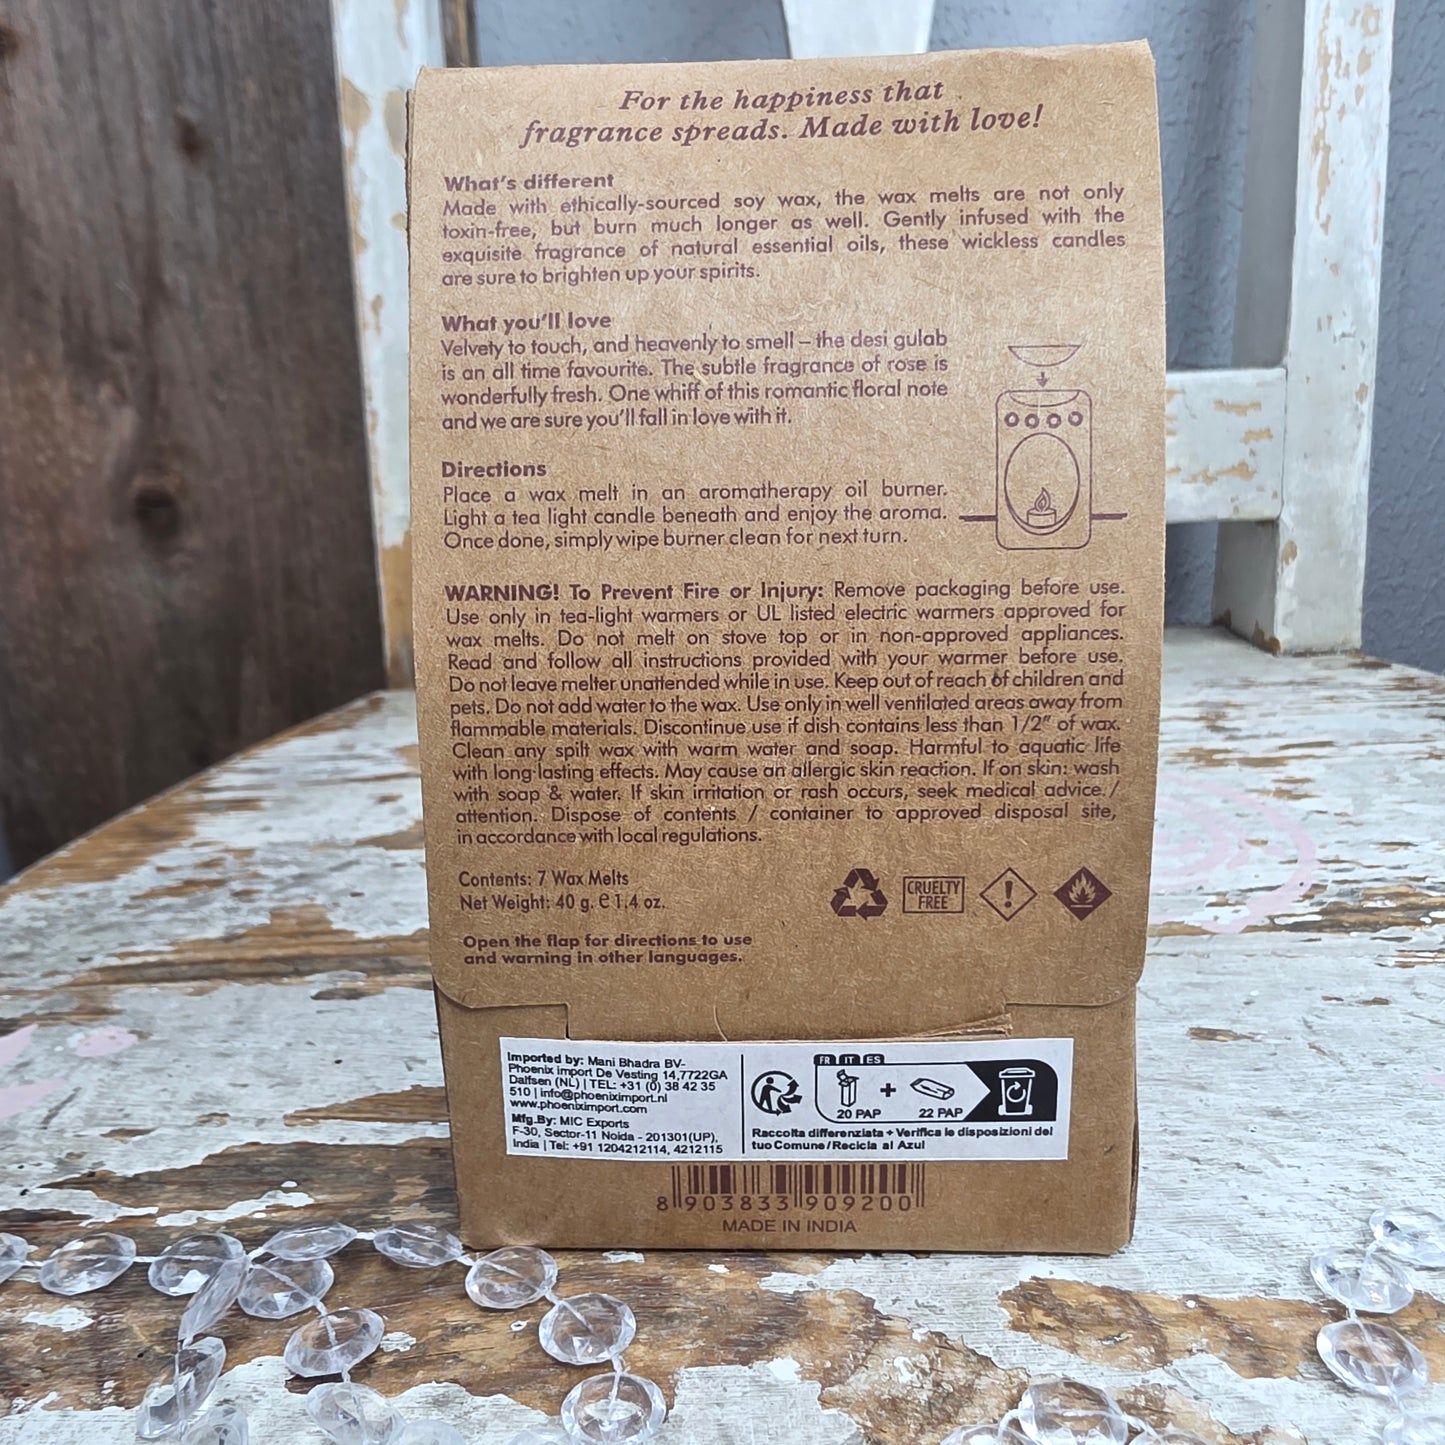 For the happiness that
fragrance spreads. Made with love!
What's different
Made with ethically-sourced soy wax, the wax melts are not only
toxin-free, but burn much longer as well. Gently infused with the
exquisite fragrance of natural essential oils, these wickless candles
are sure to brighten up your spirits.
What you'll love
Velvety to touch, and heavenly to smell – the desi gulab
is an all time favourite. The subtle fragrance of rose is
wonderfully fresh. One whiff of this romantic floral note
and we are sure you'll fall in love with it.
Directions
Place a wax melt in an aromatherapy oil burner.
Light a tea light candle beneath and enjoy the aroma.
Once done, simply wipe burner clean for next turn.
WARNING! To Prevent Fire or Injury: Remove packaging before use.
Use only in tea-light warmers or UL listed electric warmers approved for
wax melts. Do not melt on stove top or in non-approved appliances.
Read and follow all instructions provided with your warmer before use.
Do not leave melter unattended while in use. Keep out of reach of children and
pets. Do not add water to the wax. Use only in well ventilated areas away from
flammable materials. Discontinue use if dish contains less than 1/2" of wax.
Clean any spilt wax with warm water and soap. Harmful to aquatic life
with long lasting effects. May cause an allergic skin reaction. If on skin: wash
with soap & water. If skin irritation or rash occurs, seek medical advice./
attention. Dispose of contents / container to approved disposal site,
in accordance with local regulations.
Contents: 7 Wax Melts
Net Weight: 40 g. ℮ 1.4 oz.
CRUELTY
FREE
Open the flap for directions to use
and warning in other languages.
Imported by: Mani Bhadra BV-
Phoenix Import De Vesting 14,7722GA
Dalfsen (NL) | TEL: +31 (0) 38 42 35
510 | info@phoeniximport.nl
www.phoeniximport.com
Mfg.By: MIC Exports
F-30, Sector-11 Noida - 201301(UP),
India | Tel: +91 1204212114, 4212115
FR IT ES
20 PAP + 22 PAP
Raccolta differenziata + Verifica le disposizioni del
tuo Comune/Recicla al Azul
8 903833 909200
MADE IN INDIA